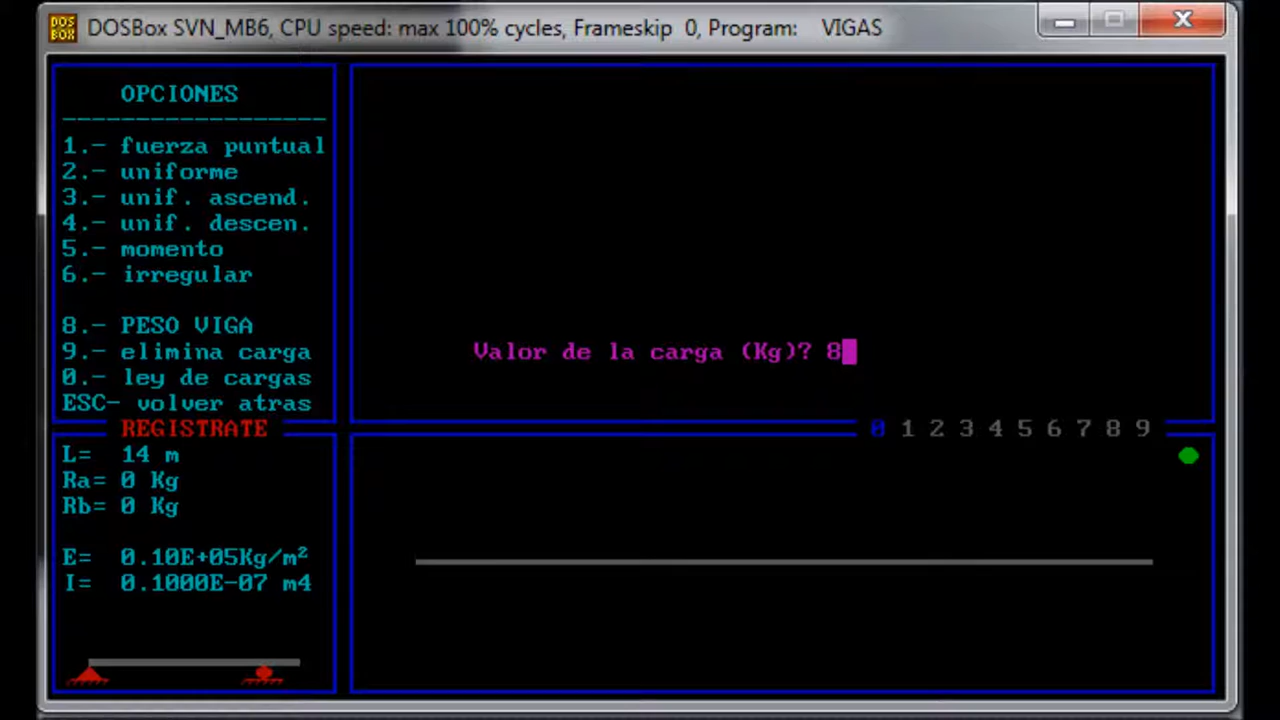 DOS
BOX
DOSBox SVN_MB6, CPU speed: max 100% cycles, Frameskip 0, Program: VIGAS
OPCIONES
------------------
1.- fuerza puntual
2.- uniforme
3.- unif. ascend.
4.- unif. descen.
5.- momento
6.- irregular
8.- PESO VIGA
9.- elimina carga
0.- ley de cargas
ESC- volver atras
Valor de la carga (Kg)? 8
REGISTRATE
0 1 2 3 4 5 6 7 8 9
L= 14 m
Ra= 0 Kg
Rb= 0 Kg
E= 0.10E+05Kg/m²
I= 0.1000E-07 m4